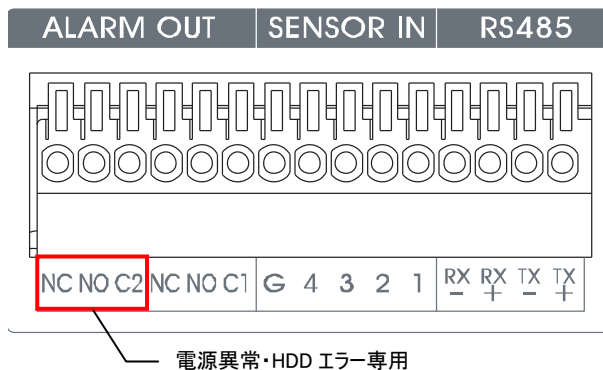 ALARM OUT SENSOR IN RS485
NC NO C2 NC NO C1 G 4 3 2 1 RX- RX+ TX- TX+
電源異常・HDD エラー専用